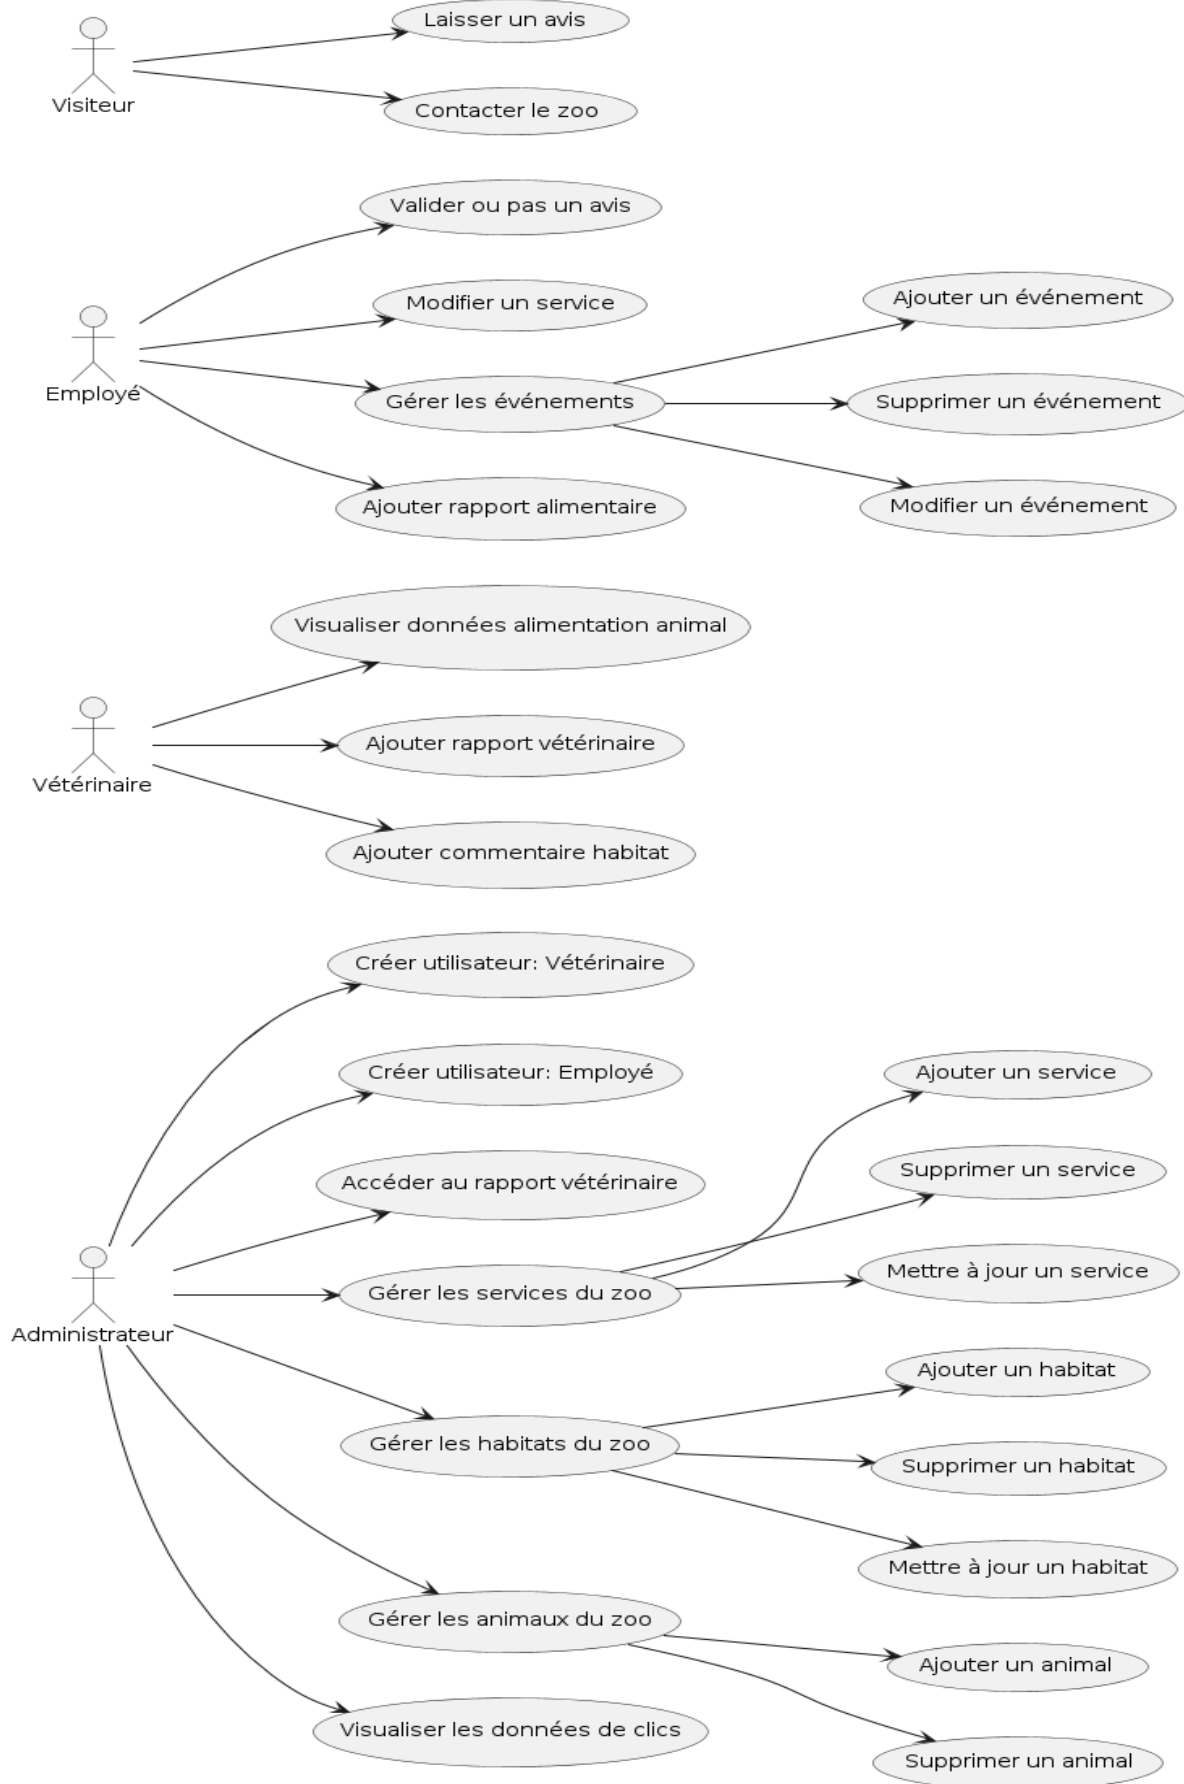 Laisser un avis
Visiteur
Contacter le zoo
Valider ou pas un avis
Modifier un service
Ajouter un événement
Employé
Gérer les événements
Supprimer un événement
Ajouter rapport alimentaire
Modifier un événement
Visualiser données alimentation animal
Ajouter rapport vétérinaire
Vétérinaire
Ajouter commentaire habitat
Créer utilisateur: Vétérinaire
Créer utilisateur: Employé
Ajouter un service
Accéder au rapport vétérinaire
Supprimer un service
Gérer les services du zoo
Mettre à jour un service
Administrateur
Ajouter un habitat
Gérer les habitats du zoo
Supprimer un habitat
Mettre à jour un habitat
Gérer les animaux du zoo
Ajouter un animal
Visualiser les données de clics
Supprimer un animal